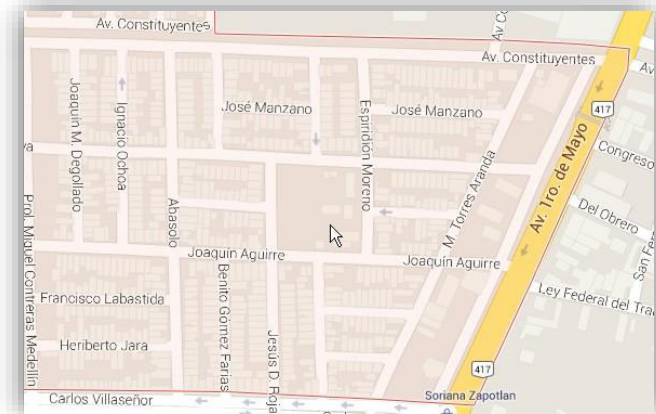 Av. Constituyentes
Av. Constituyentes
José Manzano
José Manzano
417
Congreso
Joaquín M. Degollado
Ignacio Ochoa
Espiridión Moreno
Av. 1ro. de Mayo
Prol. Miguel Contreras Medellín
Abasolo
M. Torres Aranda
Del Obrero
Joaquín Aguirre
Joaquín Aguirre
Ley Federal del
Francisco Labastida
Benito Gómez Farías
Jesús D.
Heriberto Jara
417
Soriana Zapotlan
Carlos Villaseñor